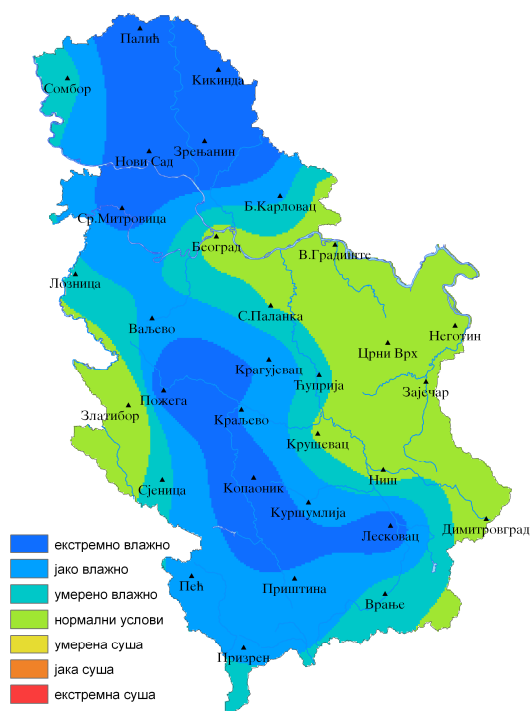 Палић
Кикинда
Сомбор
Зрењанин
Нови Сад
Б.Карловац
Ср.Митровица
Београд
В.Градиште
Лозница
С.Паланка
Ваљево
Неготин
Црни Врх
Крагујевац
Ћуприја
Зајечар
Пожега
Златибор
Краљево
Крушевац
Ниш
Сјеница
Копаоник
Куршумлија
Димитровград
Лесковац
Пећ
Приштина
Врање
Призрен
екстремно влажно
јако влажно
умерено влажно
нормални услови
умерена суша
јака суша
екстремна суша